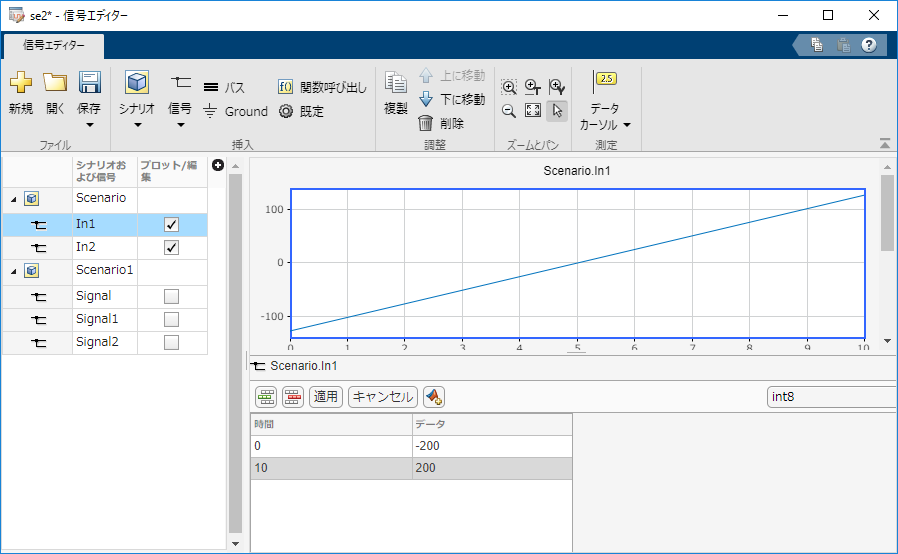 se2* - 信号エディター
信号エディター
新規
開く
保存
シナリオ
信号
バス
Ground
関数呼び出し
既定
複製
上に移動
下に移動
削除
2.5
データ
カーソル
ファイル
挿入
調整
ズームとパン
測定
シナリオお
よび信号
プロット/編
集
Scenario
In1
In2
Scenario1
Signal
Signal1
Signal2
Scenario.In1
100
0
-100
0 1 2 3 4 5 6 7 8 9 10
Scenario.In1
適用
キャンセル
int8
時間 データ
0 -200
10 200